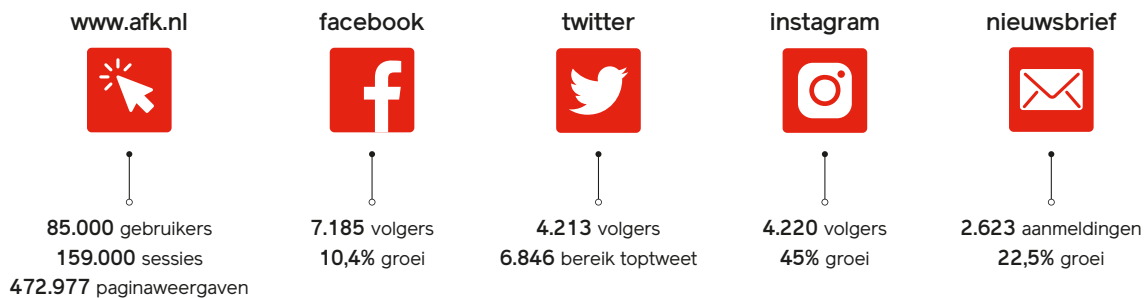 www.afk.nl
facebook
twitter
instagram
nieuwsbrief
85.000 gebruikers
159.000 sessies
472.977 paginaweergaven
7.185 volgers
10,4% groei
4.213 volgers
6.846 bereik toptweet
4.220 volgers
45% groei
2.623 aanmeldingen
22,5% groei